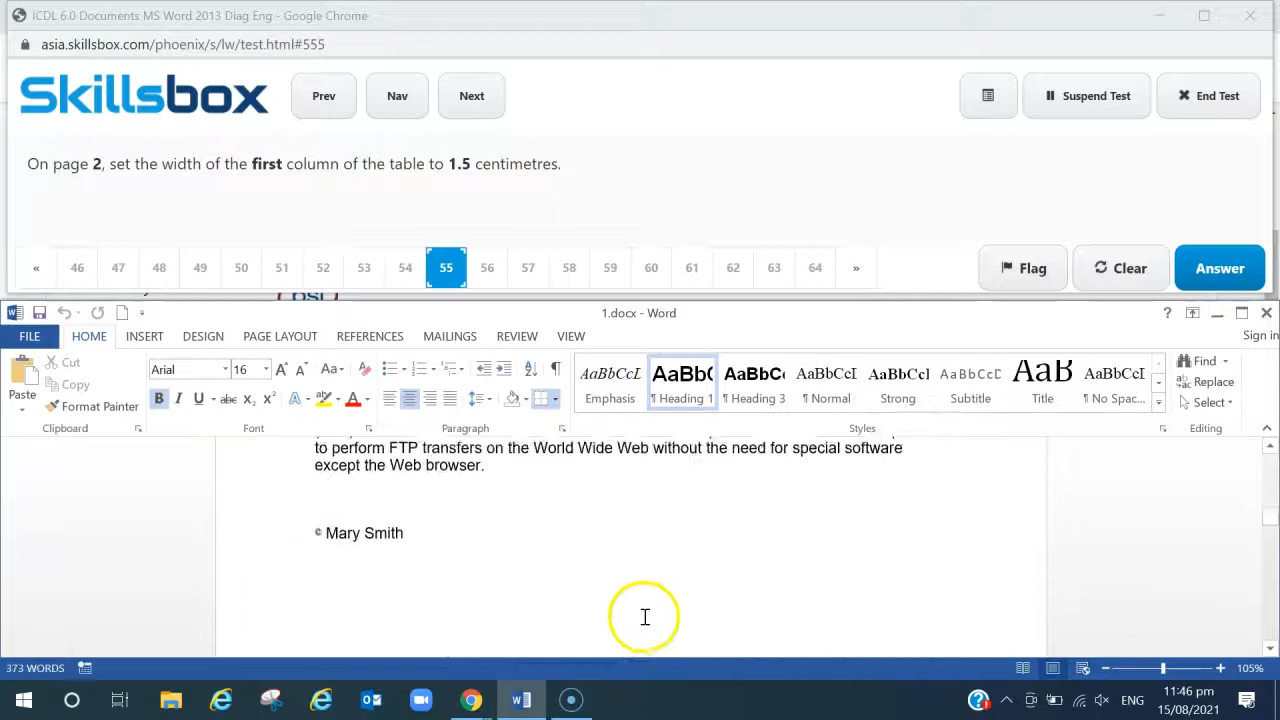 ICDL 6.0 Documents MS Word 2013 Diag Eng - Google Chrome
asia.skillsbox.com/phoenix/s/lw/test.html#555
Skillsbox
Prev
Nav
Next
Suspend Test
End Test
On page 2, set the width of the first column of the table to 1.5 centimetres.
« 46 47 48 49 50 51 52 53 54 55 56 57 58 59 60 61 62 63 64 »
Flag
Clear
Answer
1.docx - Word
FILE HOME INSERT DESIGN PAGE LAYOUT REFERENCES MAILINGS REVIEW VIEW
Sign in
Paste
Cut
Copy
Format Painter
Clipboard
Arial 16
Font
Paragraph
AaBbCcL AaBbC AaBbC AaBbCcI AaBbCcI AaBbCcD AaB AaBbCcI
Emphasis ¶ Heading 1 ¶ Heading 3 ¶ Normal Strong Subtitle Title ¶ No Spac...
Styles
Find
Replace
Select
Editing
to perform FTP transfers on the World Wide Web without the need for special software
except the Web browser.
© Mary Smith
373 WORDS
105%
ENG
11:46 pm
15/08/2021